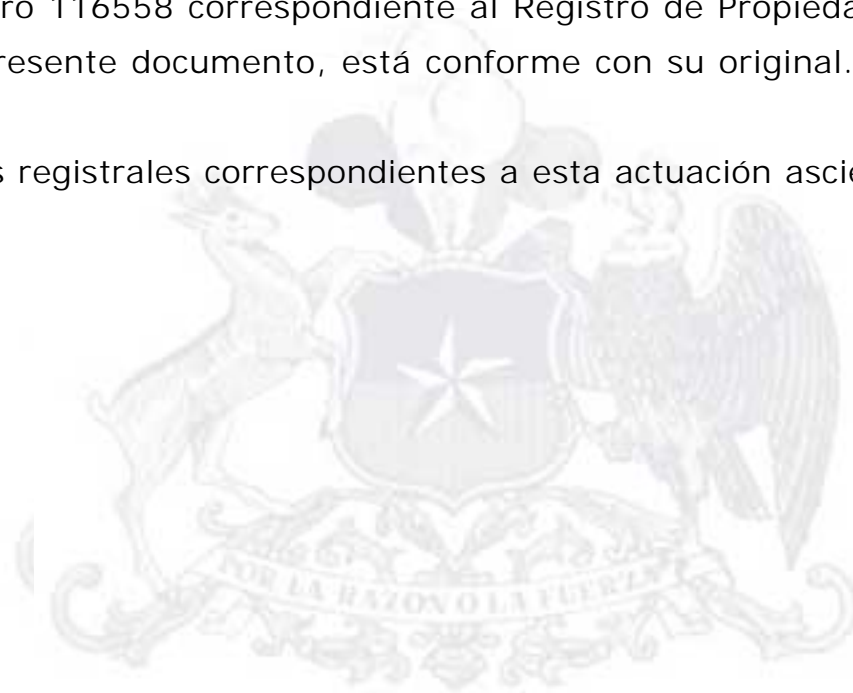 ro 116558 correspondiente al Registro de Propieda
resente documento, está conforme con su original.
s registrales correspondientes a esta actuación ascie
POR LA RAZON O LA FUERZA